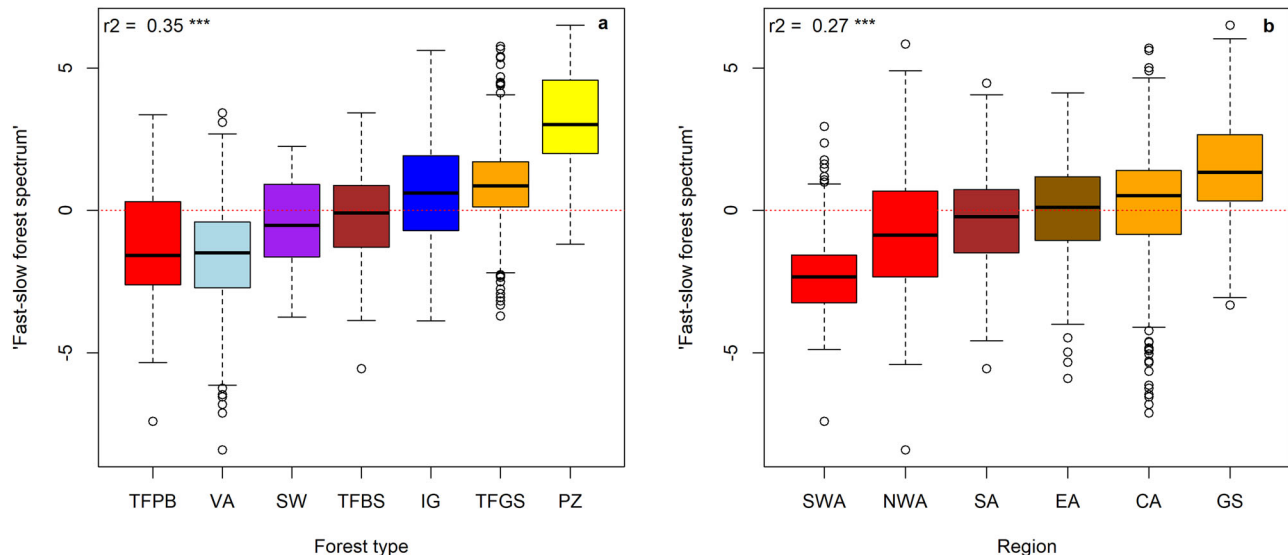 r2 = 0.35 ***
a
'Fast-slow forest spectrum'
5
0
-5
TFPB VA SW TFBS IG TFGS PZ
Forest type
r2 = 0.27 ***
b
'Fast-slow forest spectrum'
5
0
-5
SWA NWA SA EA CA GS
Region